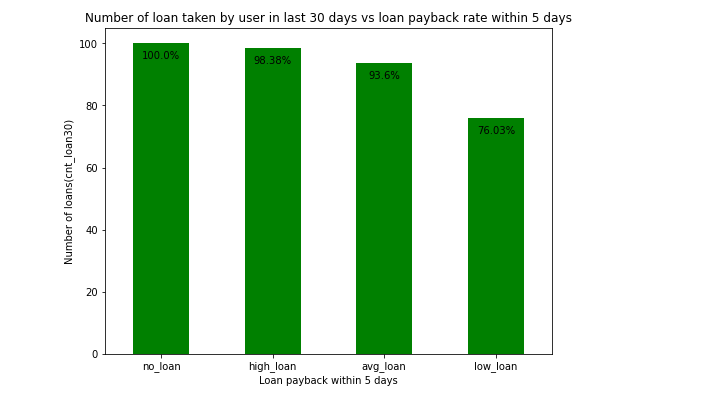 Number of loan taken by user in last 30 days vs loan payback rate within 5 days
100
80
60
40
20
0
Number of loans(cnt_loan30)
100.0%
98.38%
93.6%
76.03%
no_loan
high_loan
avg_loan
low_loan
Loan payback within 5 days